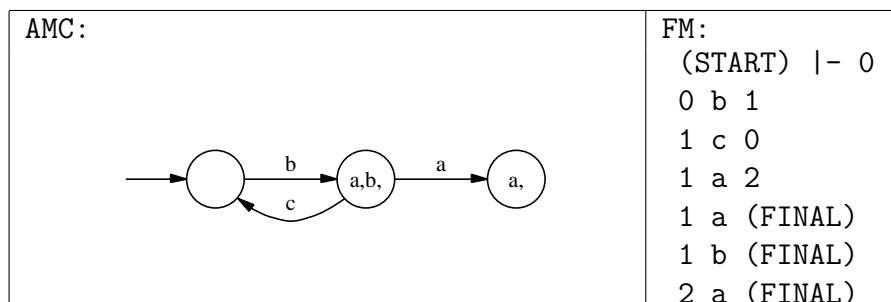 AMC:
b
a
a,b,
a,
c
FM:
(START) |- 0
0 b 1
1 c 0
1 a 2
1 a (FINAL)
1 b (FINAL)
2 a (FINAL)